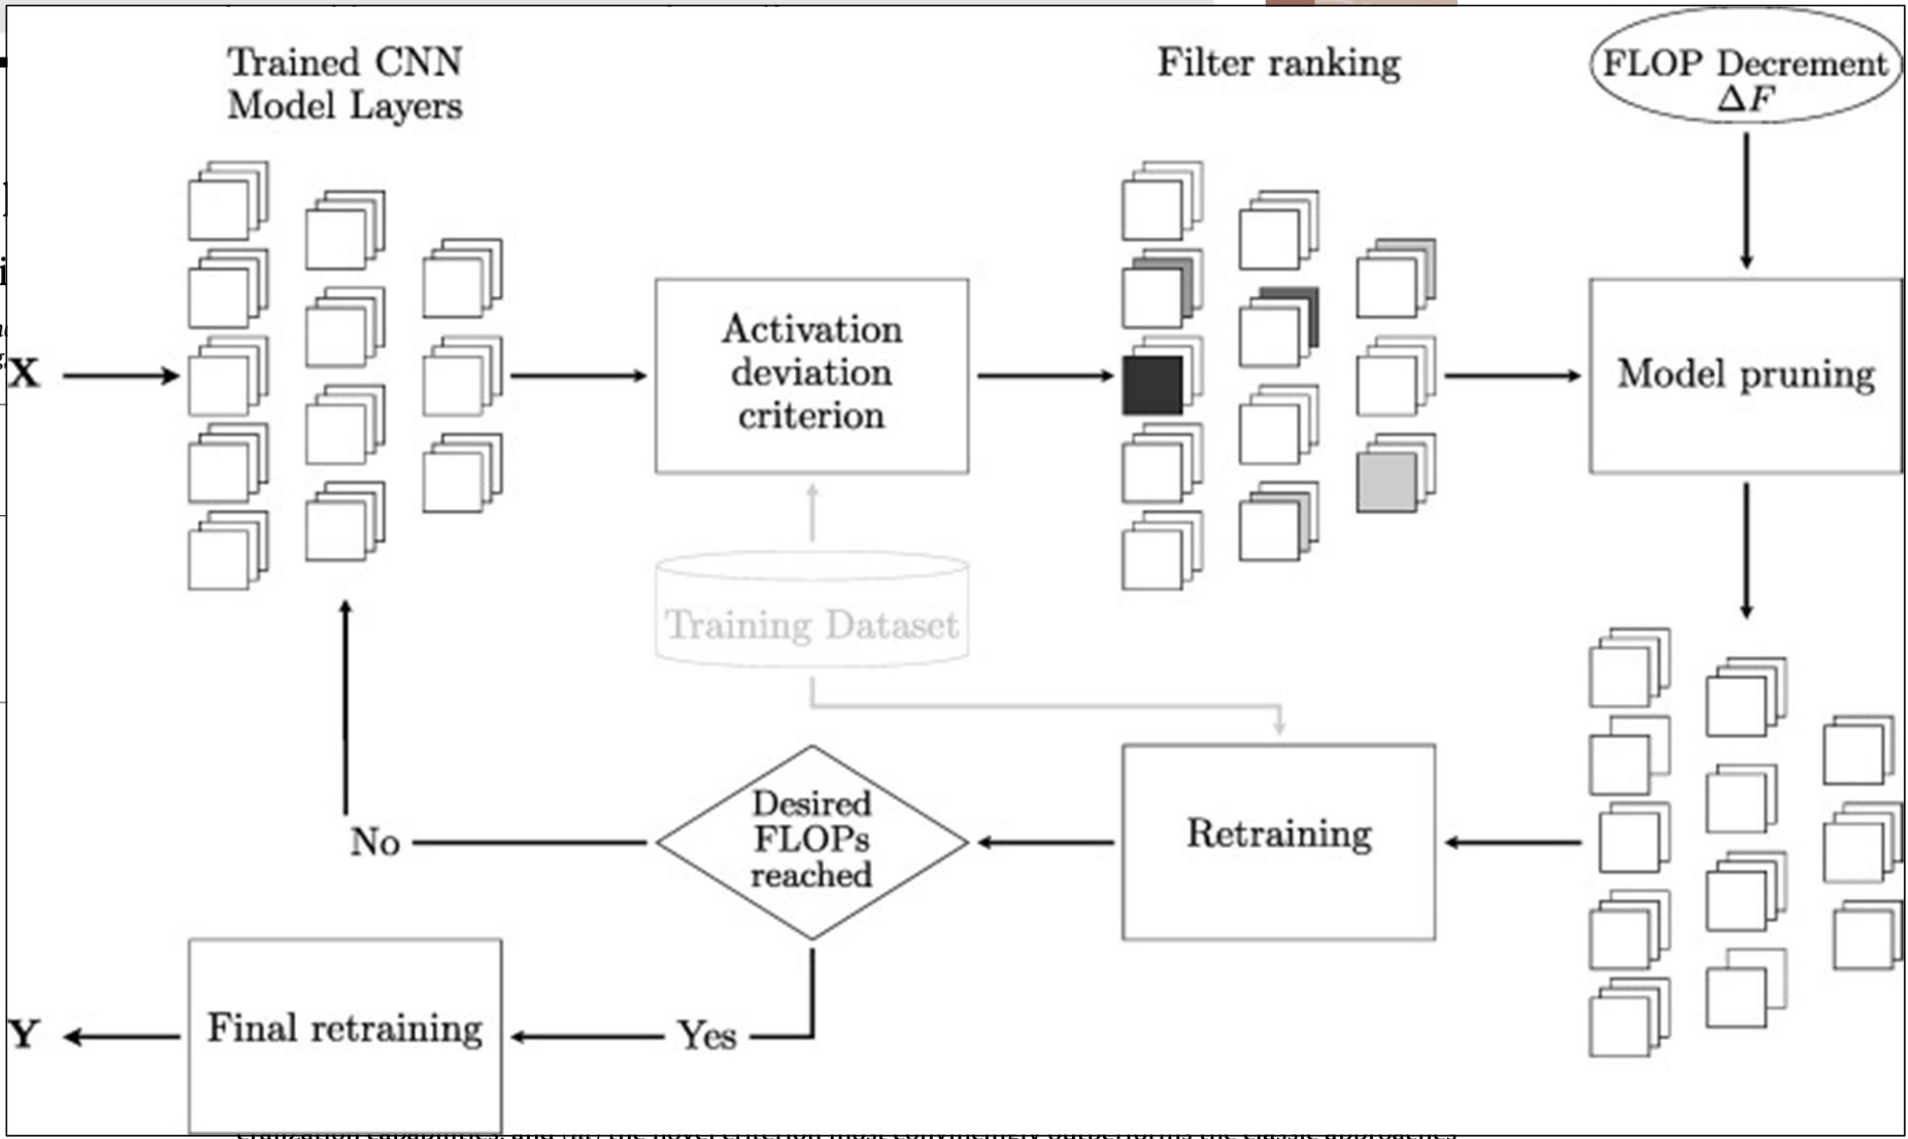 Trained CNN
Model Layers
Filter ranking
FLOP Decrement
ΔF
X
Activation
deviation
criterion
Model pruning
Training Dataset
Desired
FLOPs
reached
Retraining
No
Yes
Final retraining
Y